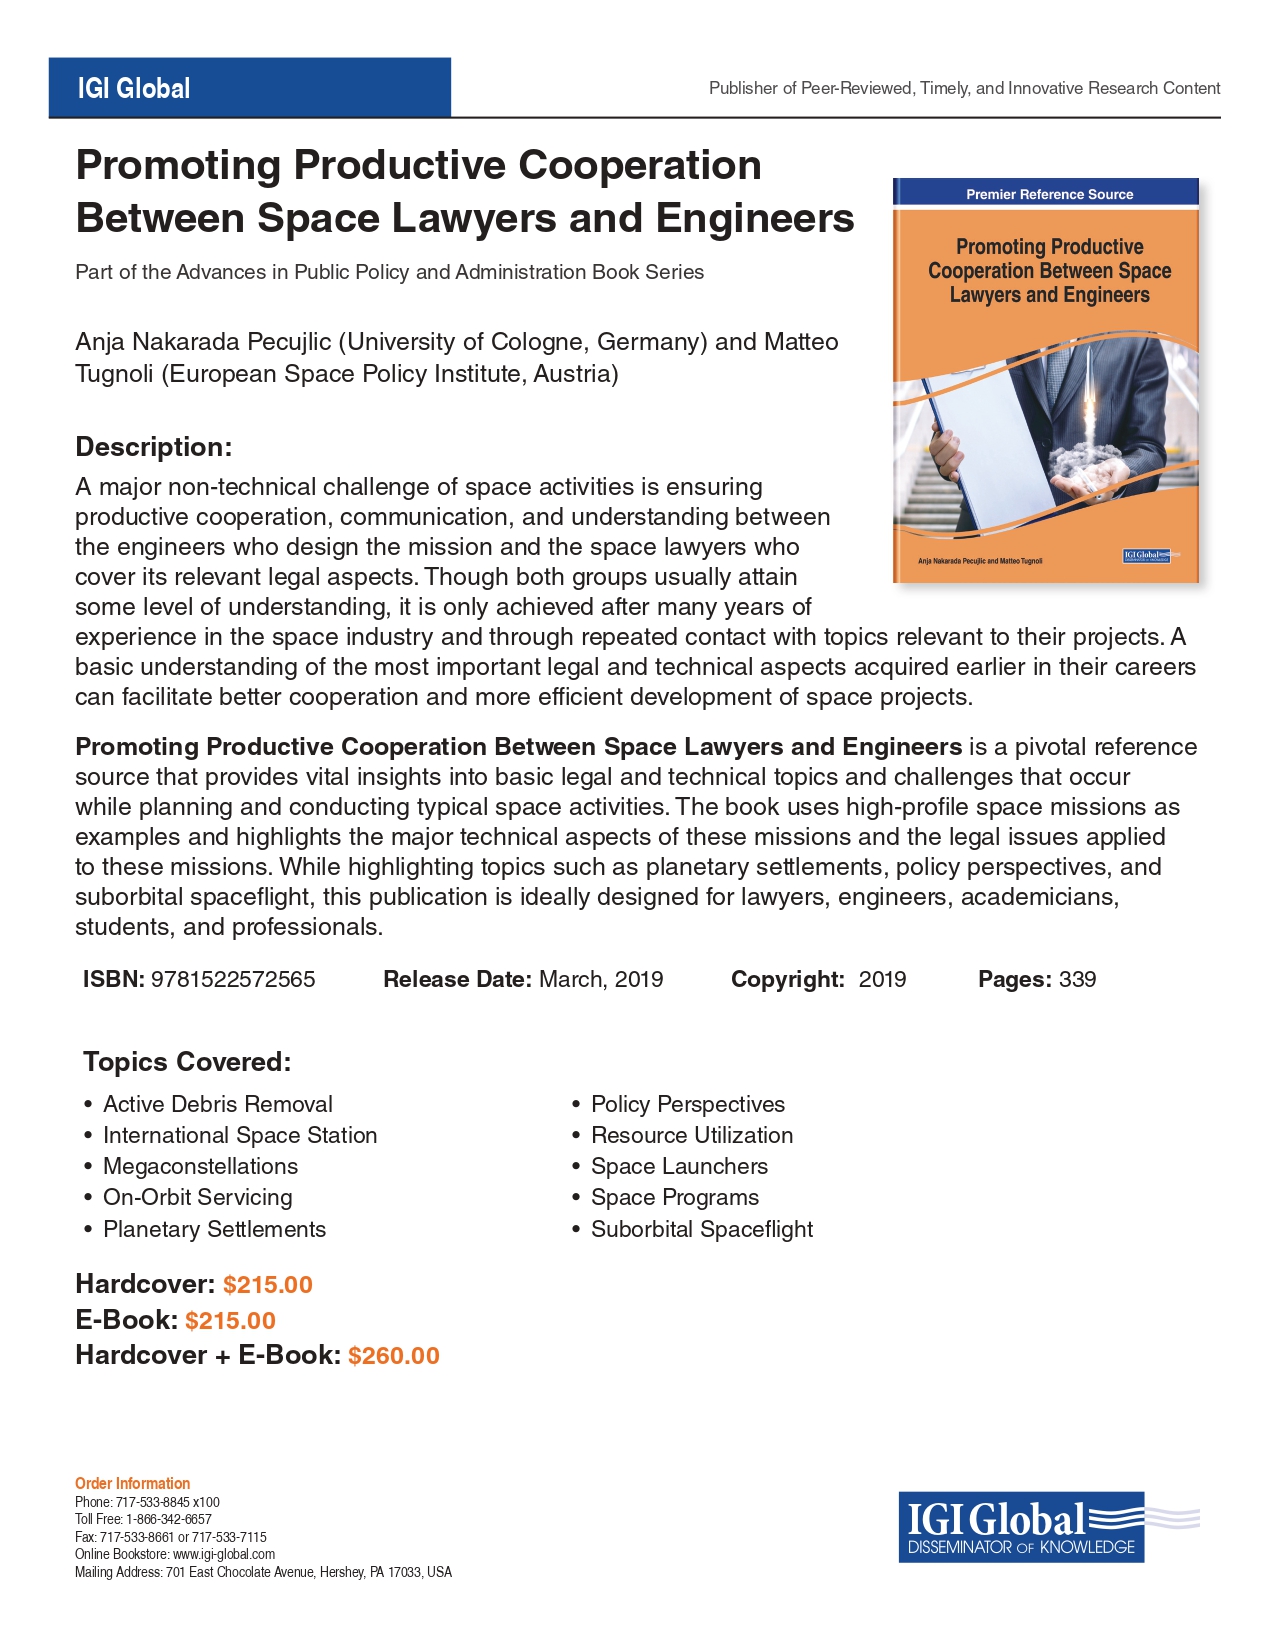 IGI Global
Publisher of Peer-Reviewed, Timely, and Innovative Research Content
Promoting Productive Cooperation
Between Space Lawyers and Engineers
Part of the Advances in Public Policy and Administration Book Series
Anja Nakarada Pecujlic (University of Cologne, Germany) and Matteo
Tugnoli (European Space Policy Institute, Austria)
Premier Reference Source
Promoting Productive
Cooperation Between Space
Lawyers and Engineers
Anja Nakarada Pecujlic and Matteo Tugnoli
IGI Global
DISSEMINATOR OF KNOWLEDGE
Description:
A major non-technical challenge of space activities is ensuring
productive cooperation, communication, and understanding between
the engineers who design the mission and the space lawyers who
cover its relevant legal aspects. Though both groups usually attain
some level of understanding, it is only achieved after many years of
experience in the space industry and through repeated contact with topics relevant to their projects. A
basic understanding of the most important legal and technical aspects acquired earlier in their careers
can facilitate better cooperation and more efficient development of space projects.
Promoting Productive Cooperation Between Space Lawyers and Engineers is a pivotal reference
source that provides vital insights into basic legal and technical topics and challenges that occur
while planning and conducting typical space activities. The book uses high-profile space missions as
examples and highlights the major technical aspects of these missions and the legal issues applied
to these missions. While highlighting topics such as planetary settlements, policy perspectives, and
suborbital spaceflight, this publication is ideally designed for lawyers, engineers, academicians,
students, and professionals.
ISBN: 9781522572565 Release Date: March, 2019 Copyright: 2019 Pages: 339
Topics Covered:
• Active Debris Removal
• International Space Station
• Megaconstellations
• On-Orbit Servicing
• Planetary Settlements
• Policy Perspectives
• Resource Utilization
• Space Launchers
• Space Programs
• Suborbital Spaceflight
Hardcover: $215.00
E-Book: $215.00
Hardcover + E-Book: $260.00
Order Information
Phone: 717-533-8845 x100
Toll Free: 1-866-342-6657
Fax: 717-533-8661 or 717-533-7115
Online Bookstore: www.igi-global.com
Mailing Address: 701 East Chocolate Avenue, Hershey, PA 17033, USA
IGI Global
DISSEMINATOR OF KNOWLEDGE